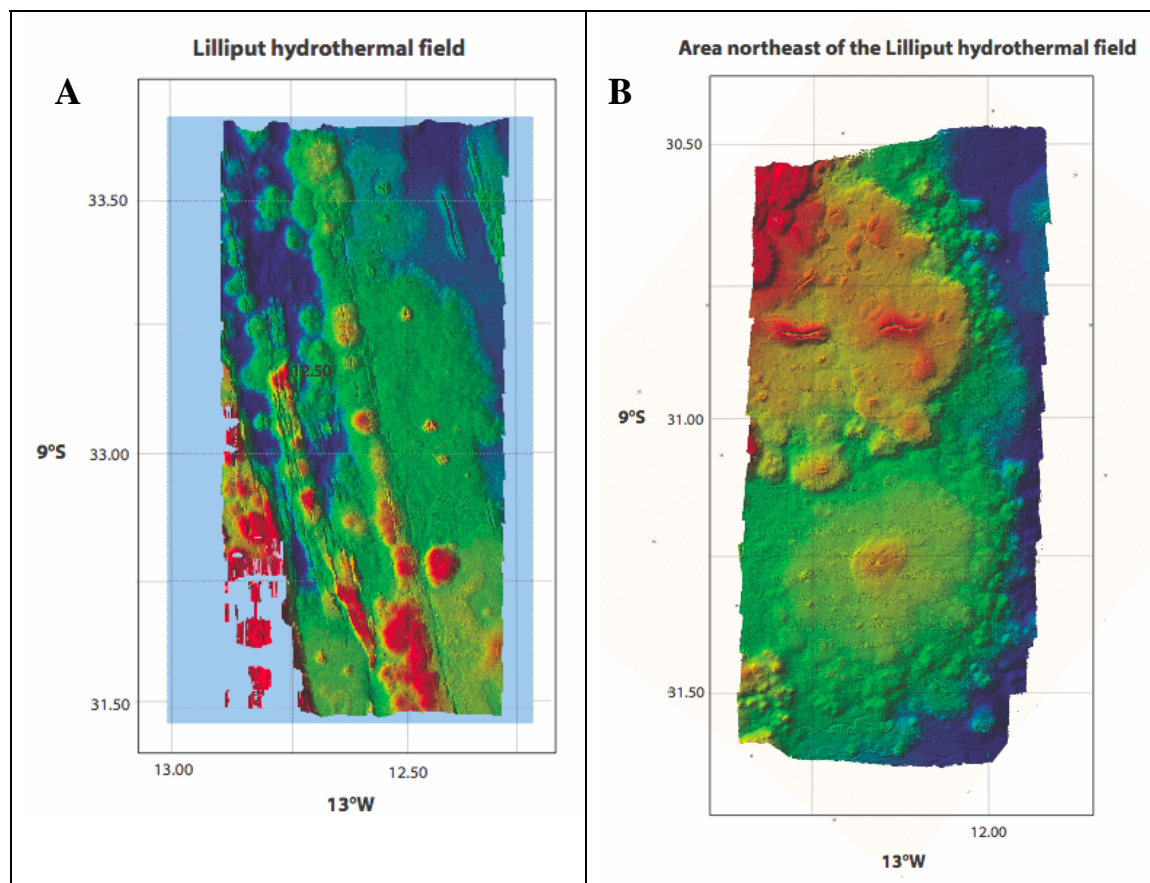 Lilliput hydrothermal field
A
33.50
12.50
9°S
33.00
31.50
13.00
12.50
13°W
Area northeast of the Lilliput hydrothermal field
B
30.50
9°S
31.00
31.50
12.00
13°W